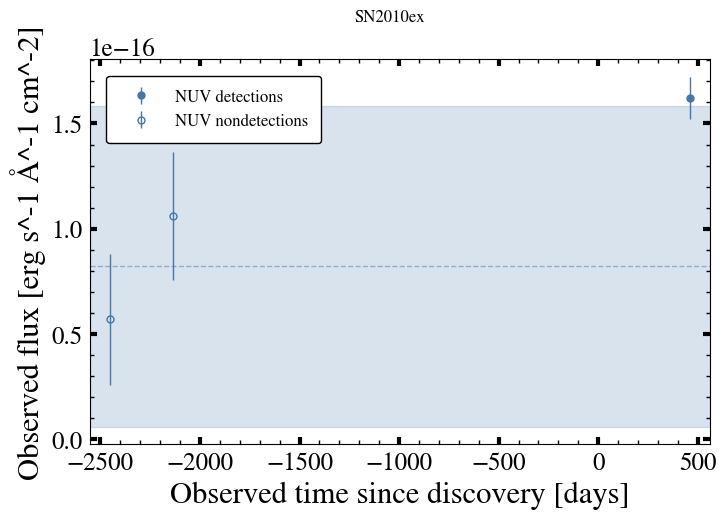 SN2010ex
1e−16
NUV detections
NUV nondetections
1.5
1.0
0.5
0.0
Observed flux [erg s^-1 Å^-1 cm^-2]
−2500 −2000 −1500 −1000 −500 0 500
Observed time since discovery [days]